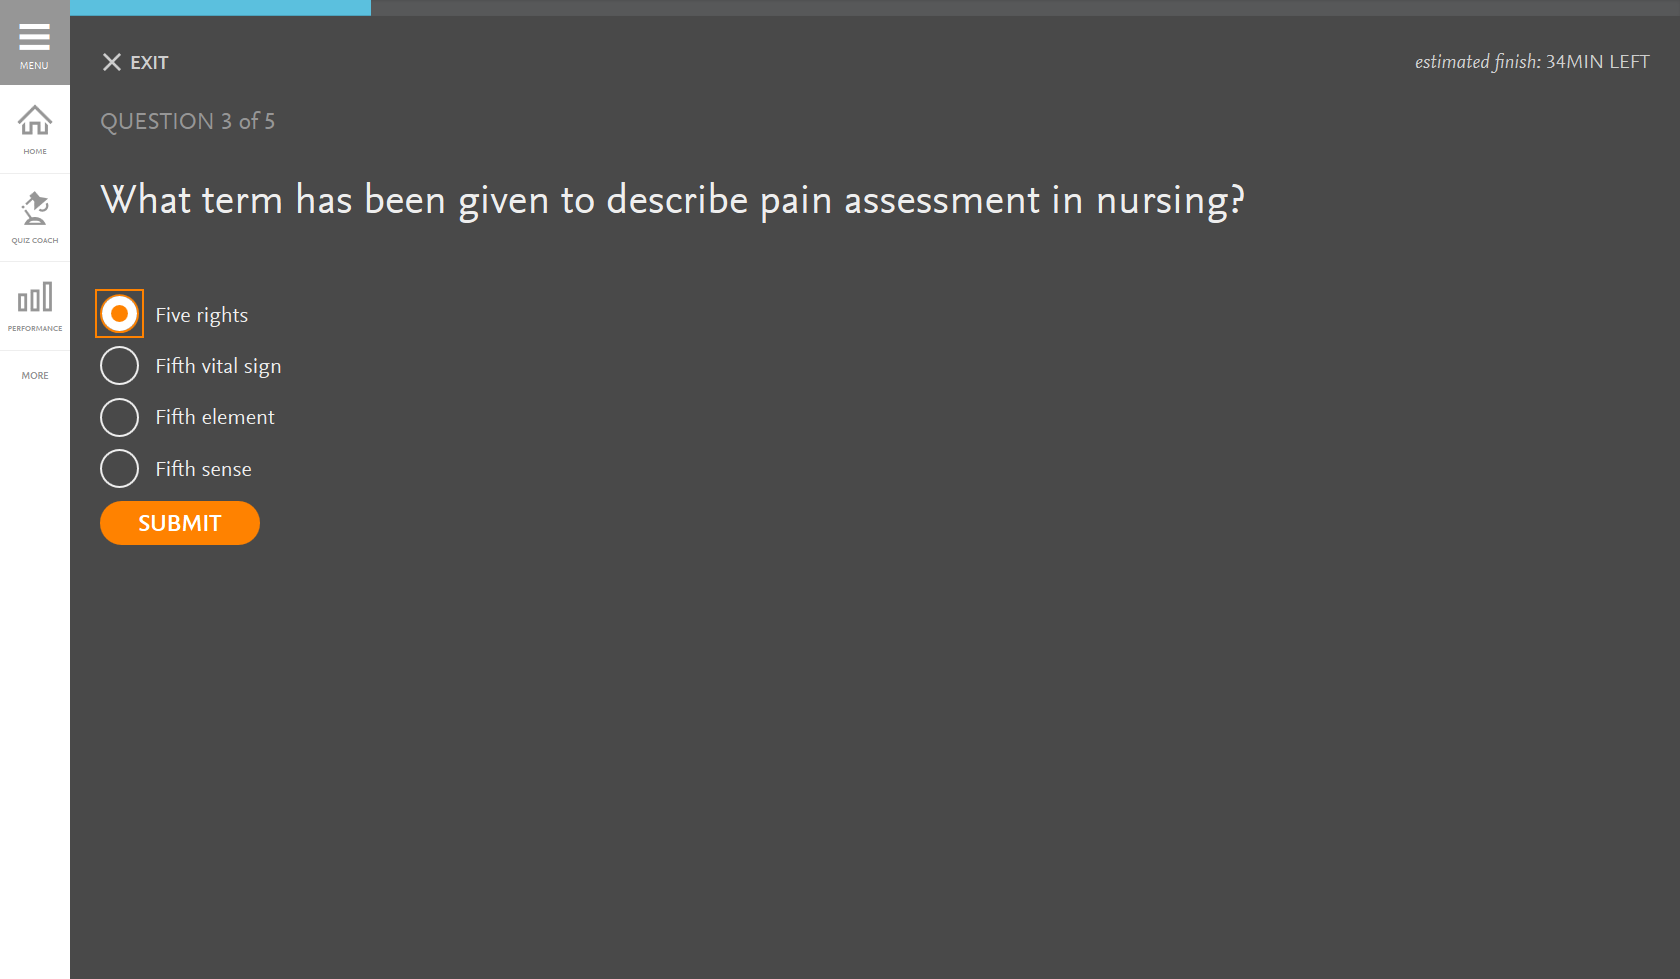 MENU
HOME
QUIZ COACH
PERFORMANCE
MORE
EXIT
estimated finish: 34MIN LEFT
QUESTION 3 of 5
What term has been given to describe pain assessment in nursing?
Five rights
Fifth vital sign
Fifth element
Fifth sense
SUBMIT